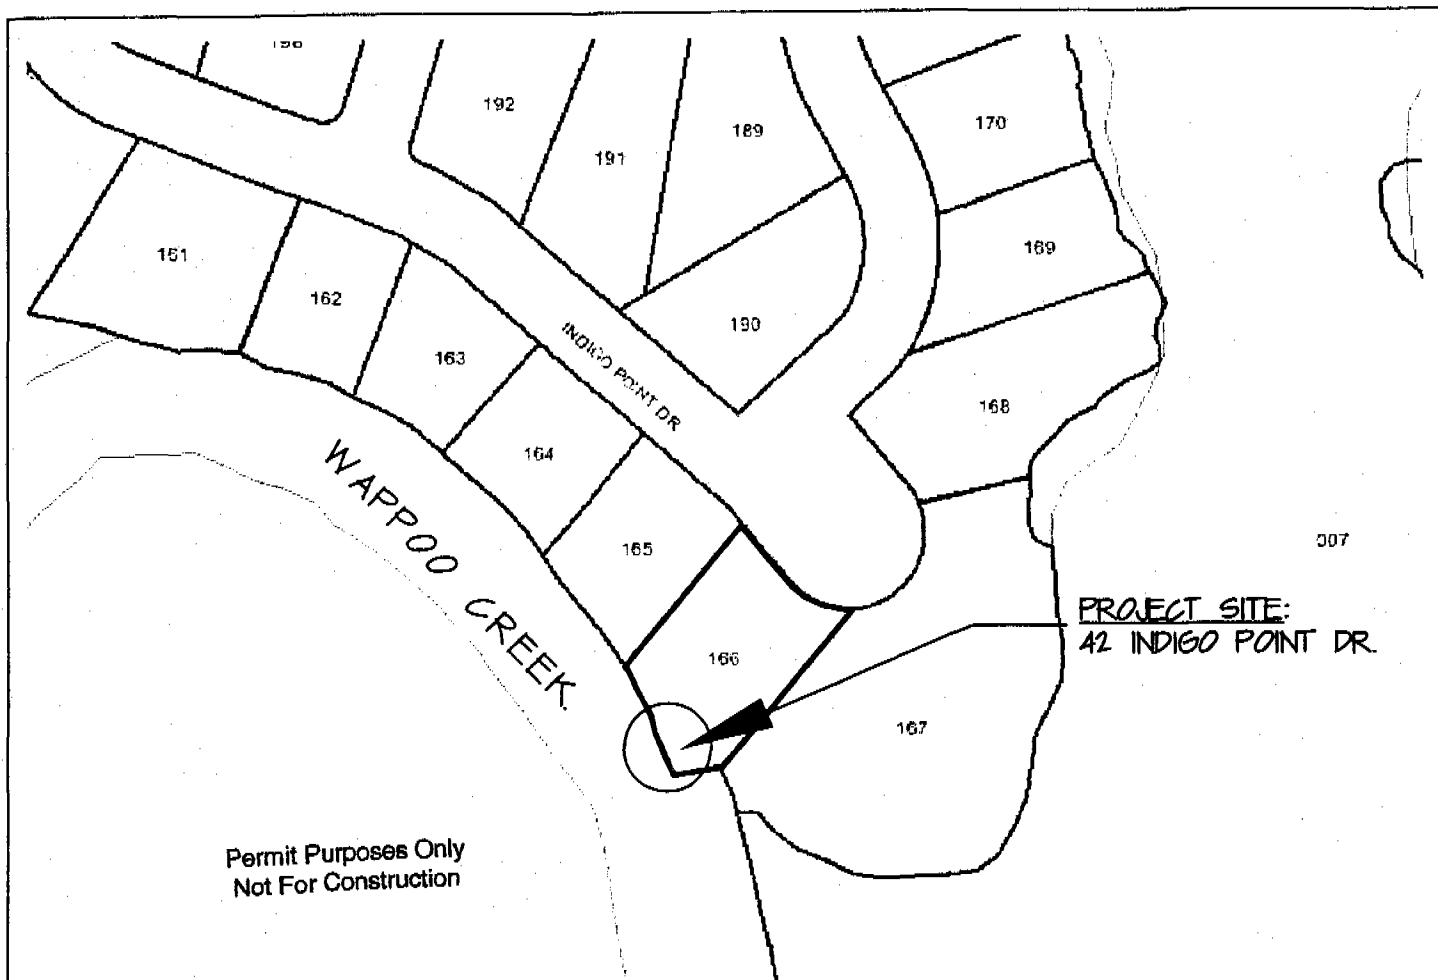 192
189
170
191
169
161
162
190
INDIGO POINT DR
163
168
164
WAPPOO CREEK
165
007
PROJECT SITE:
42 INDIGO POINT DR.
166
167
Permit Purposes Only
Not For Construction